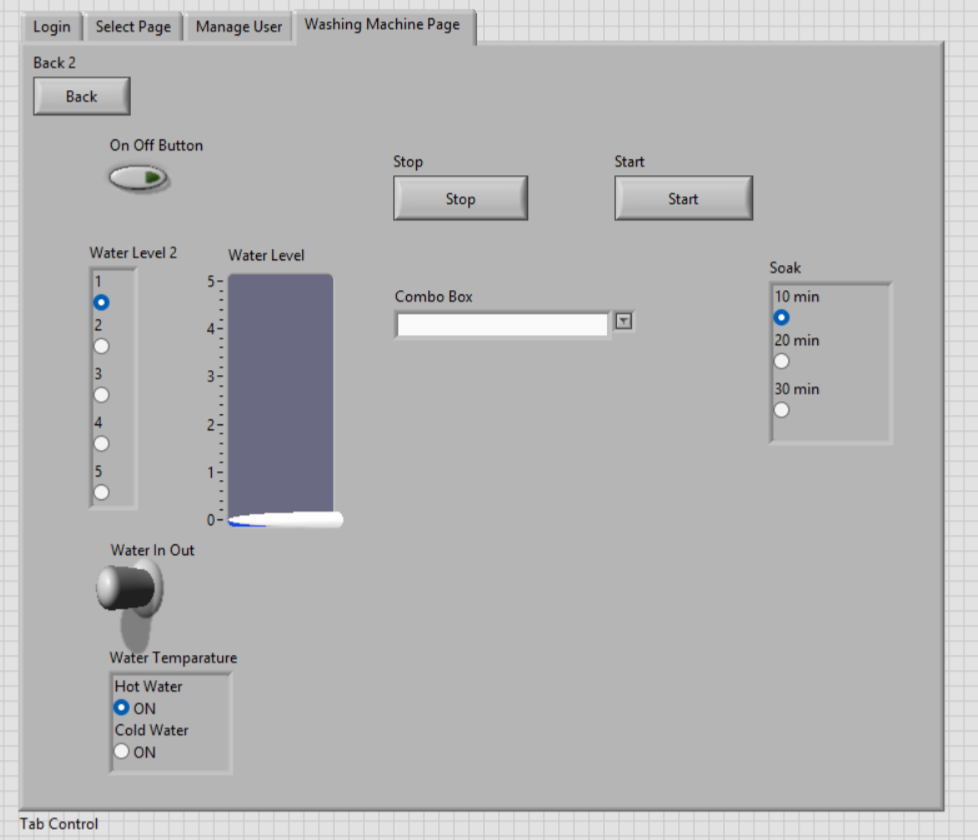 Login Select Page Manage User Washing Machine Page
Back 2
Back
On Off Button
Stop
Start
Stop
Start
Water Level 2
1
2
3
4
5
Water Level
5
4
3
2
1
0
Combo Box
Soak
10 min
20 min
30 min
Water In Out
Water Temparature
Hot Water
ON
Cold Water
ON
Tab Control